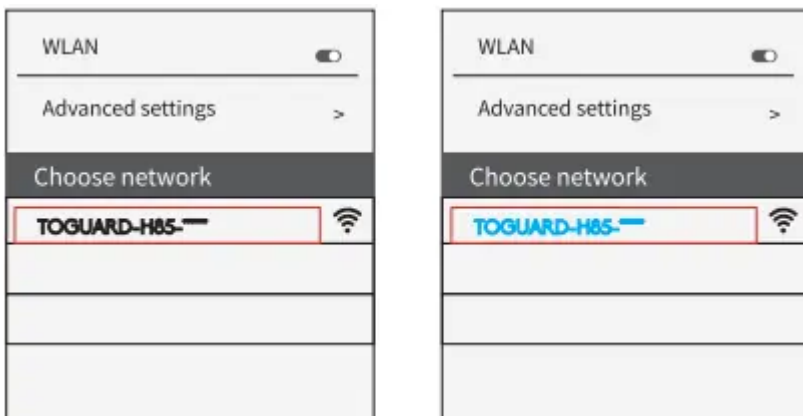 WLAN
Advanced settings >
Choose network
TOGUARD-H85-****
WLAN
Advanced settings >
Choose network
TOGUARD-H85-****